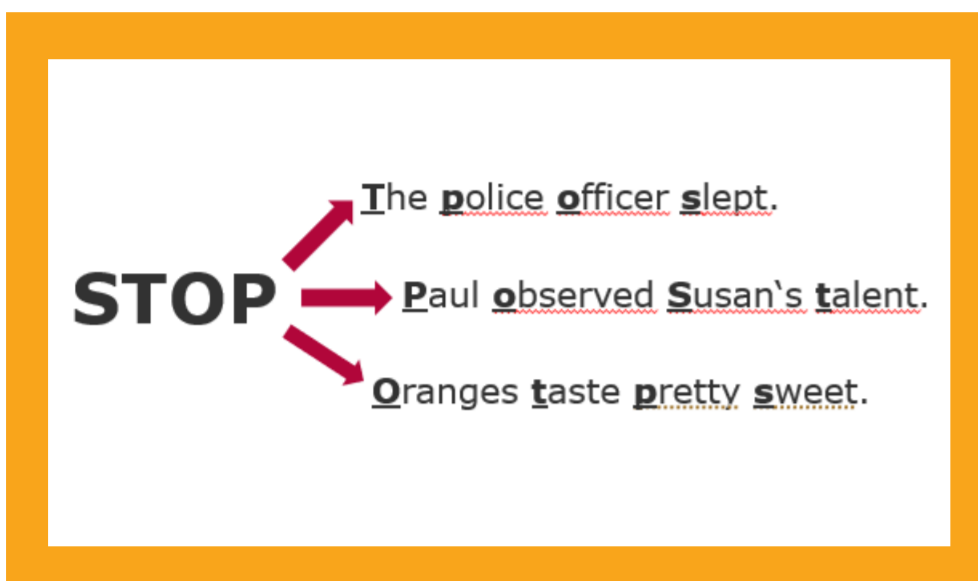 The police officer slept.
STOP
Paul observed Susan‘s talent.
Oranges taste pretty sweet.